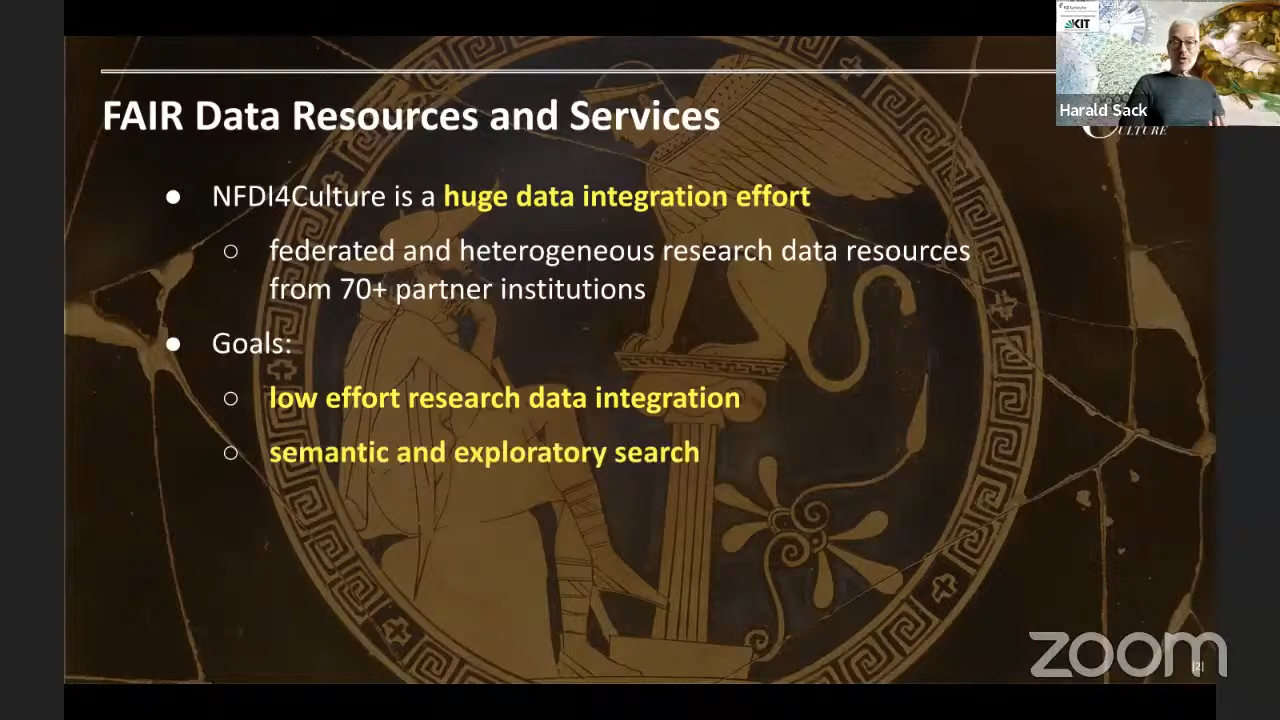 FAIR Data Resources and Services
● NFDI4Culture is a huge data integration effort
○ federated and heterogeneous research data resources
from 70+ partner institutions
● Goals:
○ low effort research data integration
○ semantic and exploratory search
KIT
Harald Sack
CULTURE
zoom